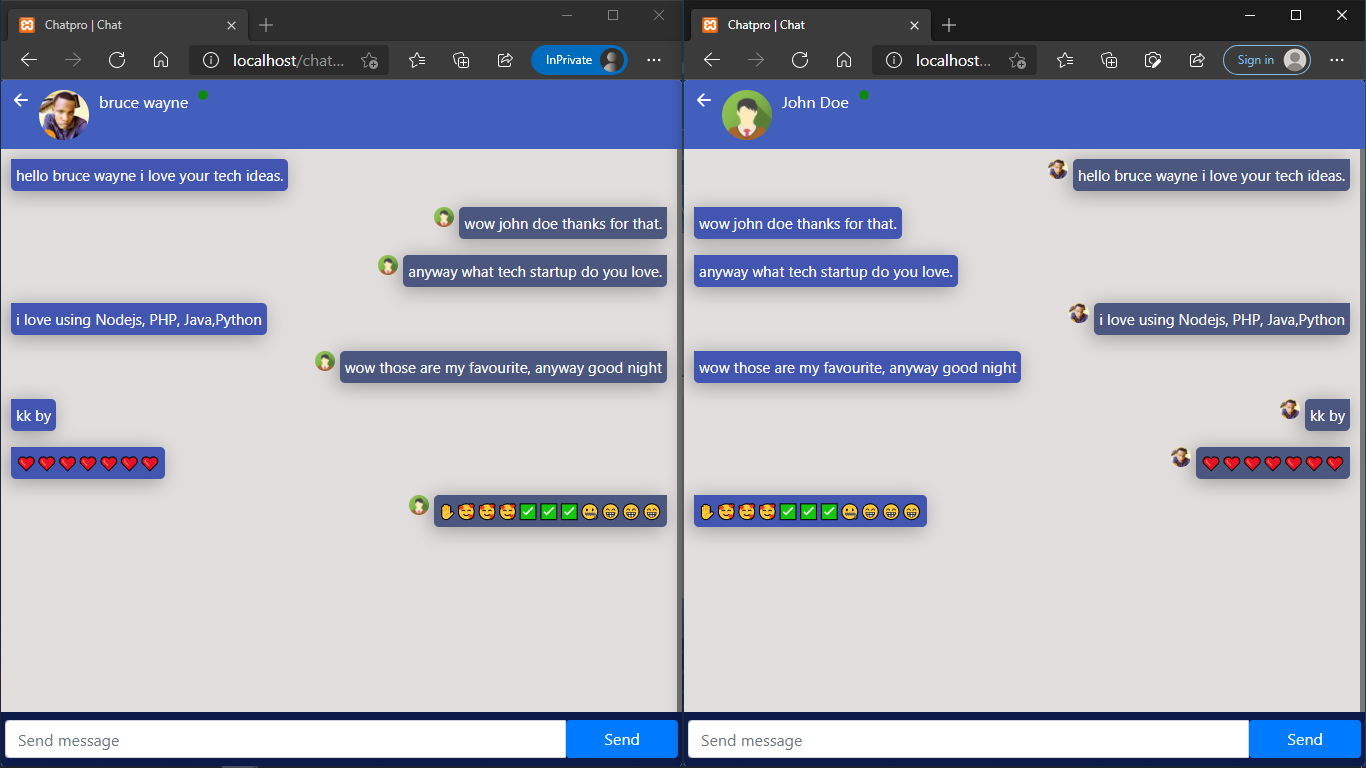 Chatpro | Chat
localhost/chat...
InPrivate
bruce wayne
hello bruce wayne i love your tech ideas.
wow john doe thanks for that.
anyway what tech startup do you love.
i love using Nodejs, PHP, Java,Python
wow those are my favourite, anyway good night
kk by
❤️❤️❤️❤️❤️❤️❤️
✋🥰🥰🥰✅✅✅🤐😁😁😁
Send message
Send
Chatpro | Chat
localhost...
Sign in
John Doe
hello bruce wayne i love your tech ideas.
wow john doe thanks for that.
anyway what tech startup do you love.
i love using Nodejs, PHP, Java,Python
wow those are my favourite, anyway good night
kk by
❤️❤️❤️❤️❤️❤️❤️
✋🥰🥰🥰✅✅✅🤐😁😁😁
Send message
Send